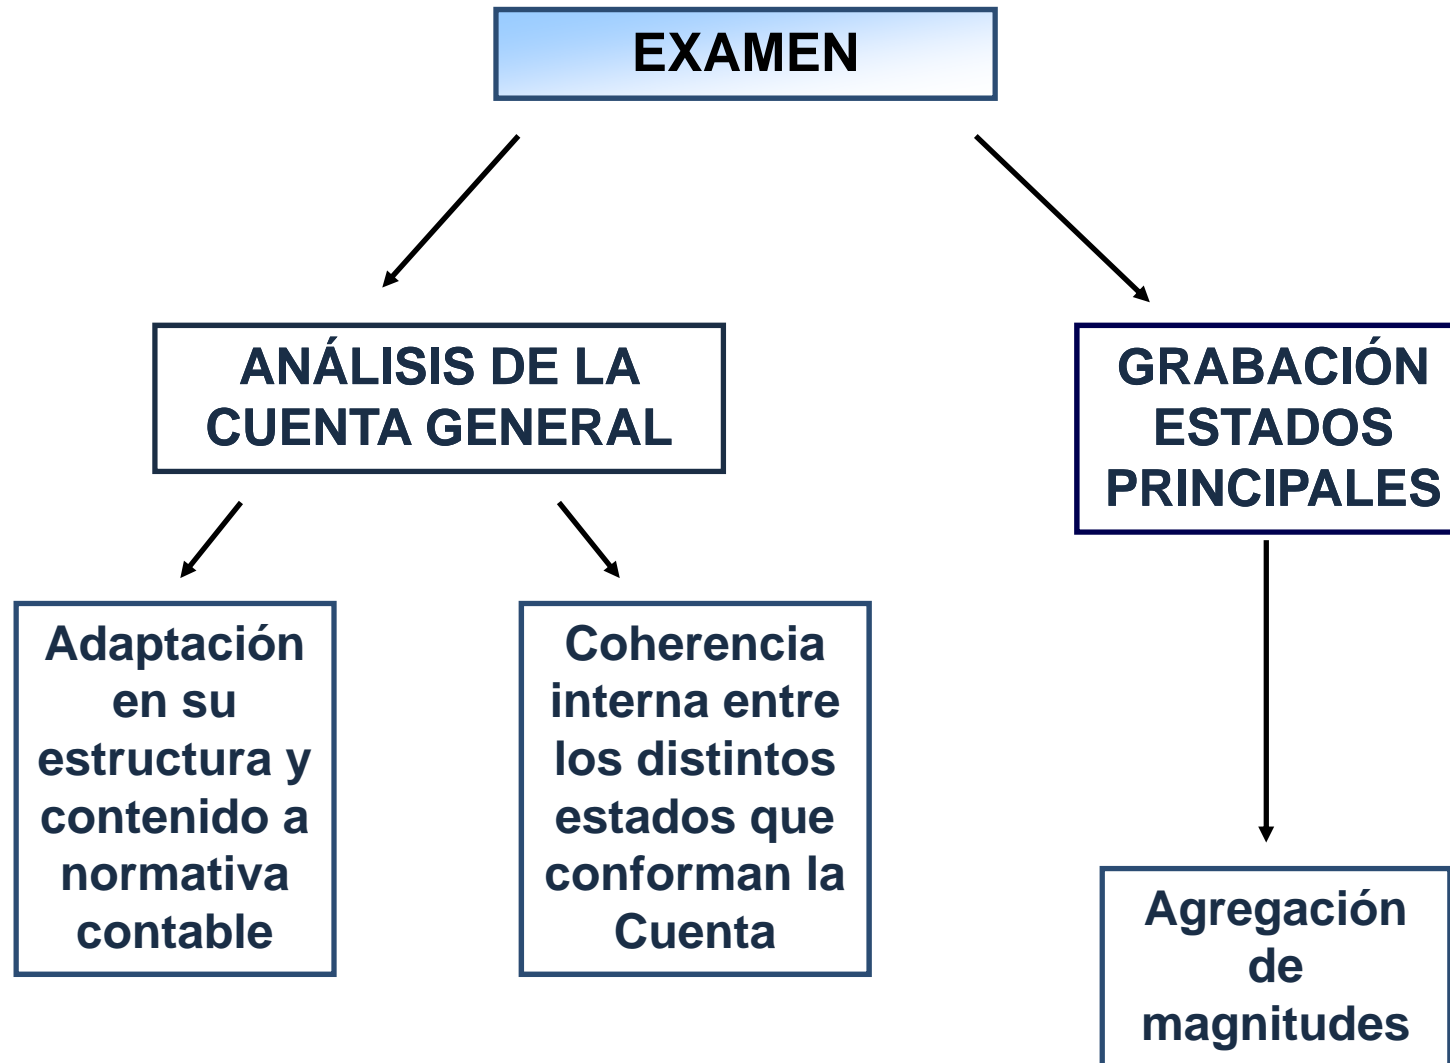 EXAMEN
ANÁLISIS DE LA
CUENTA GENERAL
GRABACIÓN
ESTADOS
PRINCIPALES
Adaptación
en su
estructura y
contenido a
normativa
contable
Coherencia
interna entre
los distintos
estados que
conforman la
Cuenta
Agregación
de
magnitudes